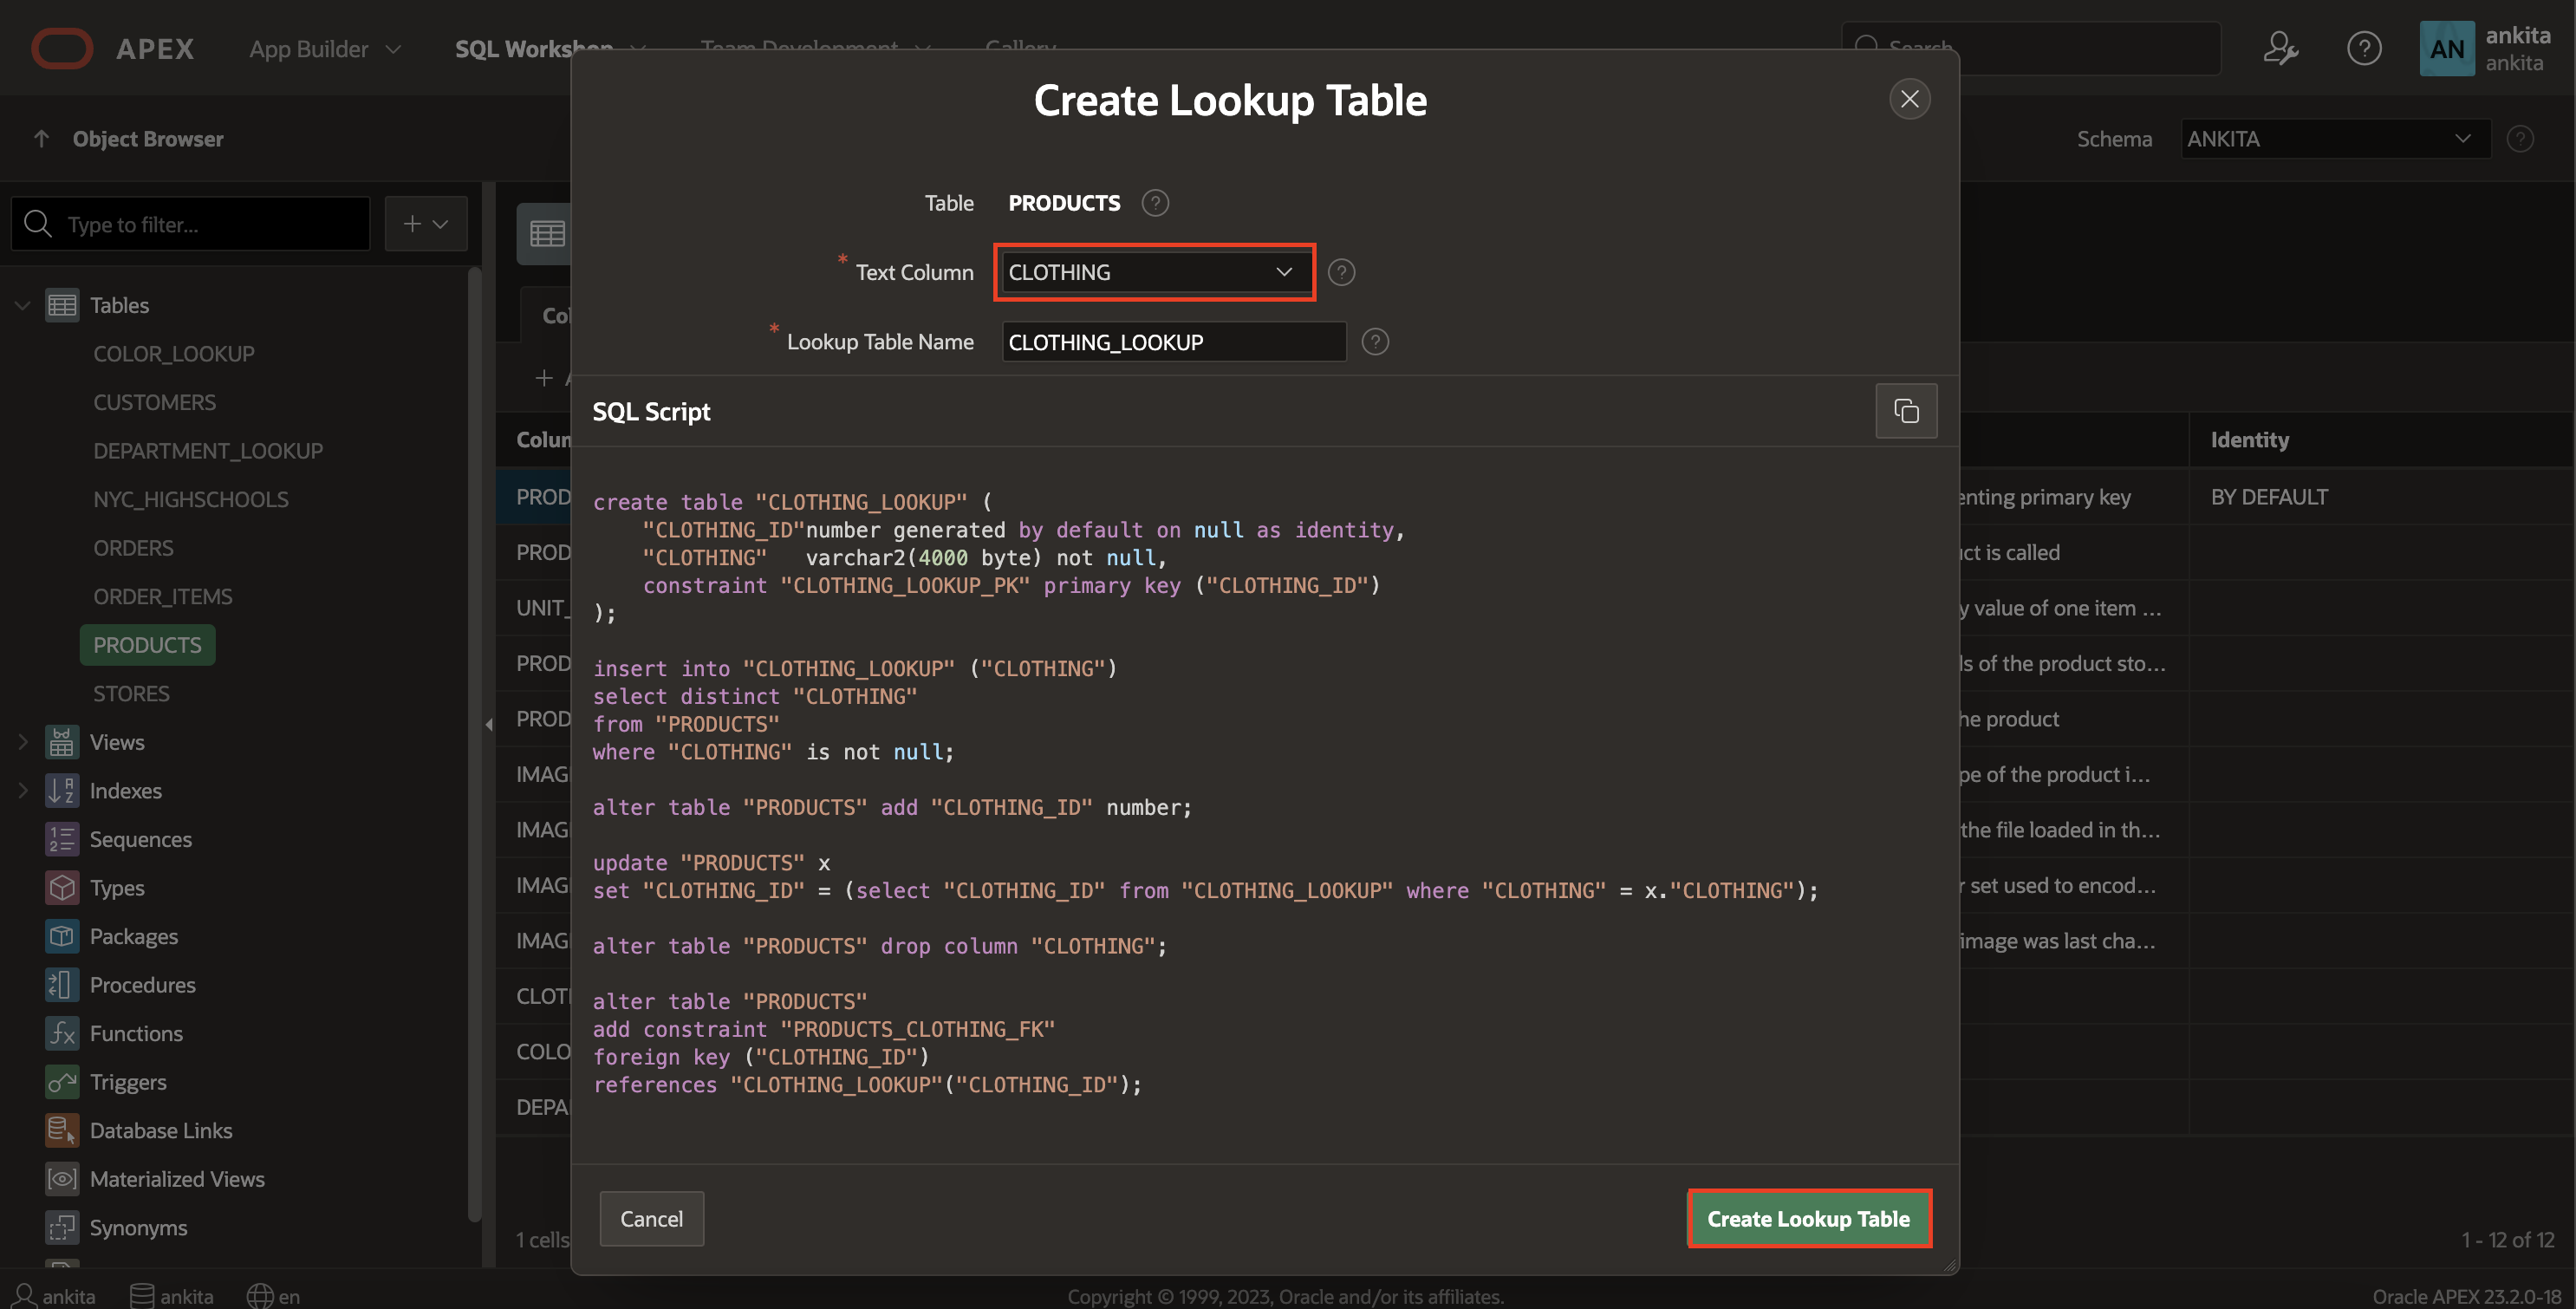 APEX App Builder SQL Workshop Team Development Gallery Search AN ankita
ankita
Object Browser Schema ANKITA
Create Lookup Table
Type to filter...
Table PRODUCTS
* Text Column CLOTHING
* Lookup Table Name CLOTHING_LOOKUP
SQL Script
create table "CLOTHING_LOOKUP" (
"CLOTHING_ID"number generated by default on null as identity,
"CLOTHING"   varchar2(4000 byte) not null,
constraint "CLOTHING_LOOKUP_PK" primary key ("CLOTHING_ID")
);
insert into "CLOTHING_LOOKUP" ("CLOTHING")
select distinct "CLOTHING"
from "PRODUCTS"
where "CLOTHING" is not null;
alter table "PRODUCTS" add "CLOTHING_ID" number;
update "PRODUCTS" x
set "CLOTHING_ID" = (select "CLOTHING_ID" from "CLOTHING_LOOKUP" where "CLOTHING" = x."CLOTHING");
alter table "PRODUCTS" drop column "CLOTHING";
alter table "PRODUCTS"
add constraint "PRODUCTS_CLOTHING_FK"
foreign key ("CLOTHING_ID")
references "CLOTHING_LOOKUP"("CLOTHING_ID");
Cancel Create Lookup Table
Tables
COLOR_LOOKUP
CUSTOMERS
DEPARTMENT_LOOKUP
NYC_HIGHSCHOOLS
ORDERS
ORDER_ITEMS
PRODUCTS
STORES
Views
Indexes
Sequences
Types
Packages
Procedures
Functions
Triggers
Database Links
Materialized Views
Synonyms
Col
+ A
Colum
PROD
PROD
UNIT_
PROD
PROD
IMAG
IMAG
IMAG
IMAG
CLOT
COLO
DEPA
1 cells
Identity
enting primary key BY DEFAULT
ct is called
y value of one item ...
ls of the product sto...
he product
pe of the product i...
the file loaded in th...
r set used to encod...
image was last cha...
1 - 12 of 12
ankita ankita en Copyright © 1999, 2023, Oracle and/or its affiliates. Oracle APEX 23.2.0-18